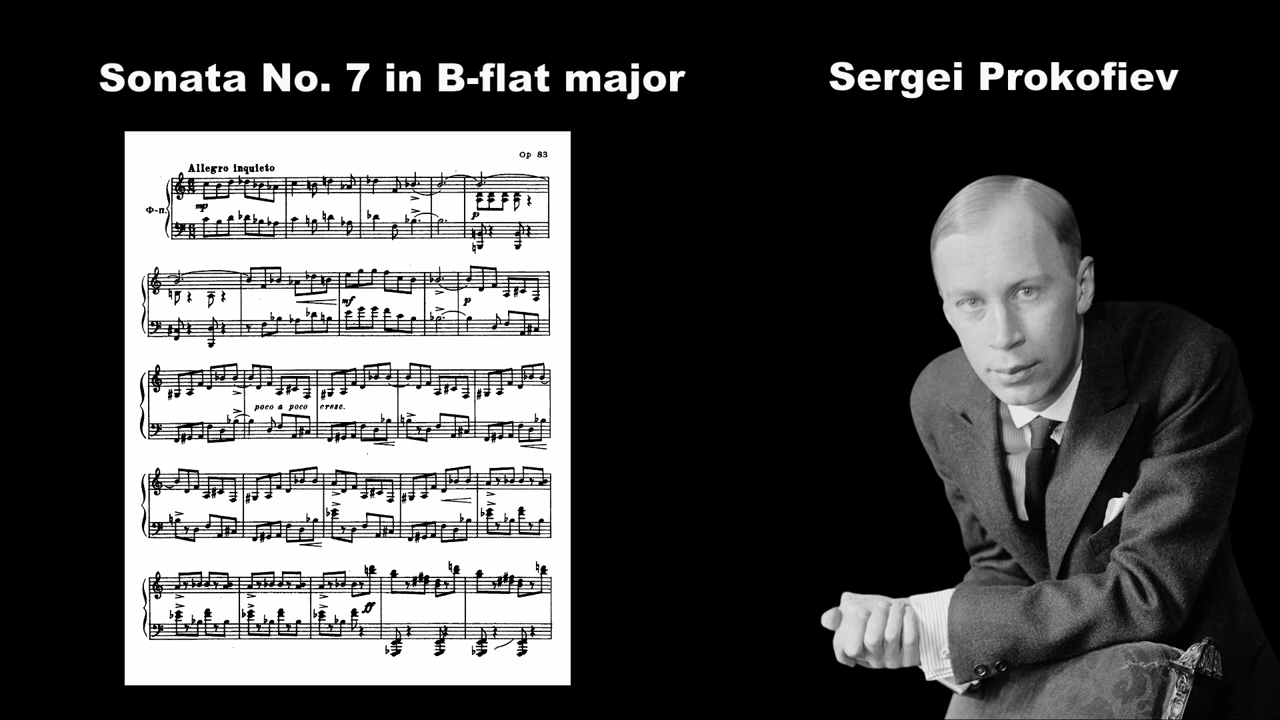 Sonata No. 7 in B-flat major
Sergei Prokofiev
Op 83
Allegro inquieto
Ф-п.
mp
p
mf
p
poco a poco cresc.
ff